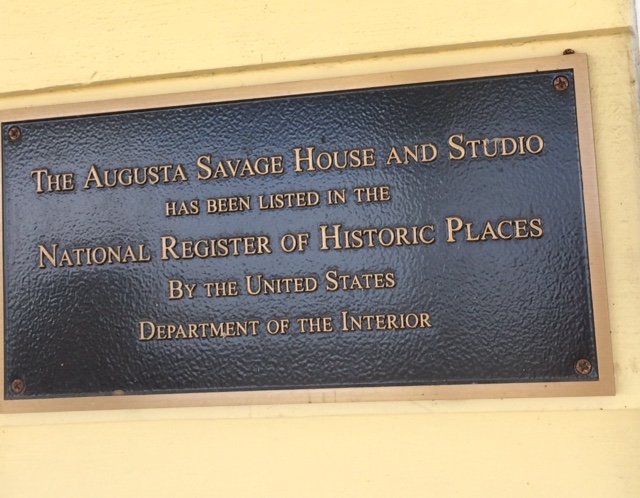 The Augusta Savage House and Studio
has been listed in the
National Register of Historic Places
By the United States
Department of the Interior